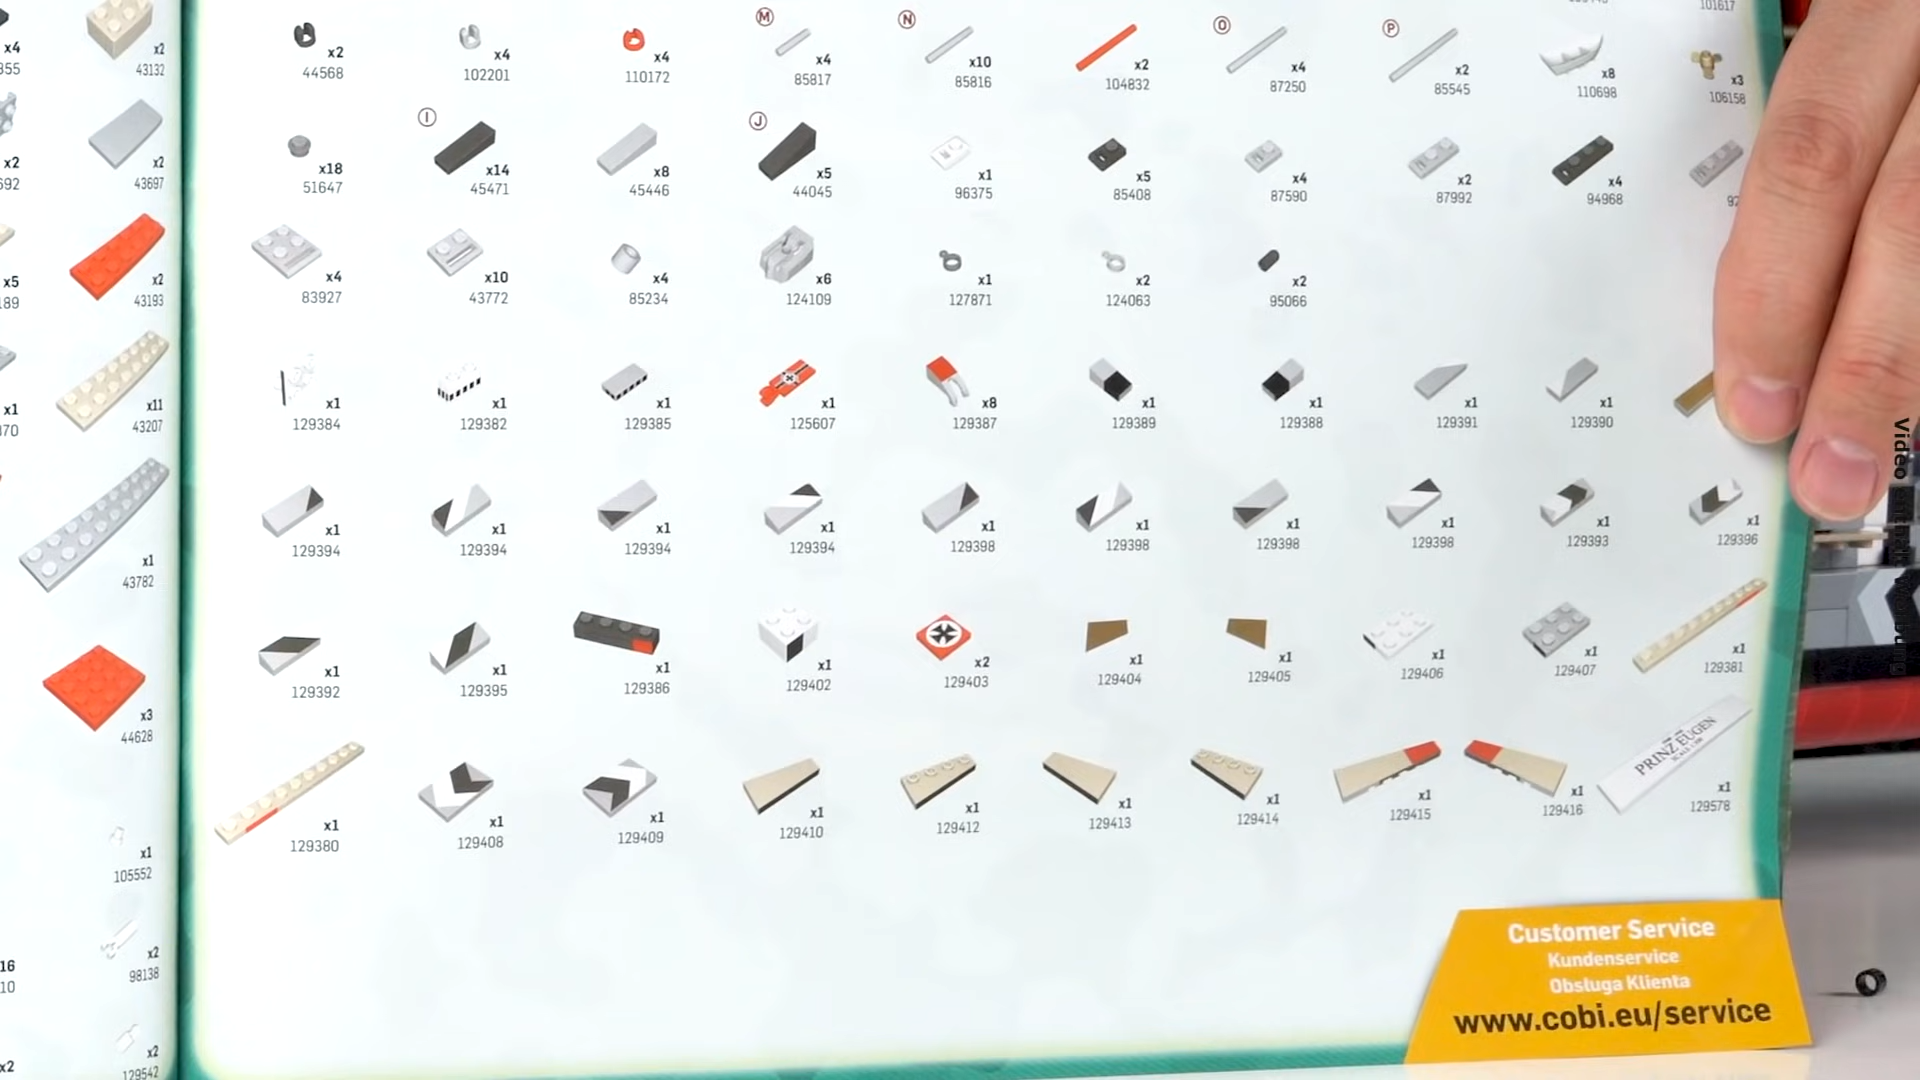 x4
x2
43132
x2
43697
x2
x5
x2
43193
x11
43207
x1
x1
43782
x3
44628
x1
105552
x2
98138
x2
129542
x2
101617
x2
44568
x4
102201
x4
110172
M
x4
85817
N
x10
85816
x2
104832
O
x4
87250
P
x2
85545
x8
110698
x3
106158
x18
51647
I
x14
45471
x8
45446
J
x5
44045
x1
96375
x5
85408
x4
87590
x2
87992
x4
94968
x4
83927
x10
43772
x4
85234
x6
124109
x1
127871
x2
124063
x2
95066
x1
129384
x1
129382
x1
129385
x1
125607
x8
129387
x1
129389
x1
129388
x1
129391
x1
129390
x1
129394
x1
129394
x1
129394
x1
129394
x1
129398
x1
129398
x1
129398
x1
129398
x1
129393
x1
129396
x1
129392
x1
129395
x1
129386
x1
129402
x2
129403
x1
129404
x1
129405
x1
129406
x1
129407
x1
129381
x1
129380
x1
129408
x1
129409
x1
129410
x1
129412
x1
129413
x1
129414
x1
129415
x1
129416
PRINZ EUGEN
x1
129578
Customer Service
Kundenservice
Obsługa Klienta
www.cobi.eu/service
Video